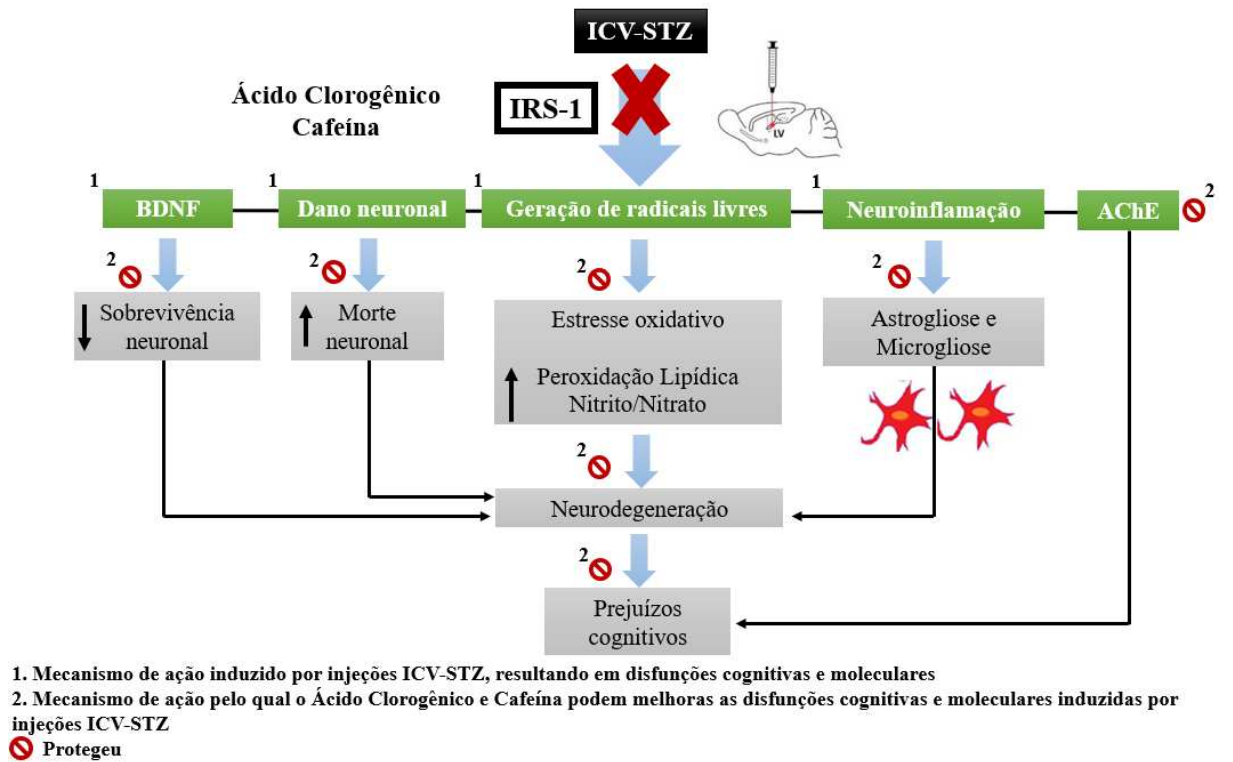 ICV-STZ
Ácido Clorogênico
Cafeína
IRS-1
LV
1
BDNF
1
Dano neuronal
1
Geração de radicais livres
1
Neuroinflamação
AChE
2
2
2
2
2
Sobrevivência
neuronal
Morte
neuronal
Estresse oxidativo
Peroxidação Lipídica
Nitrito/Nitrato
Astrogliose e
Microgliose
2
Neurodegeneração
2
Prejuízos
cognitivos
1. Mecanismo de ação induzido por injeções ICV-STZ, resultando em disfunções cognitivas e moleculares
2. Mecanismo de ação pelo qual o Ácido Clorogênico e Cafeína podem melhoras as disfunções cognitivas e moleculares induzidas por
injeções ICV-STZ
Protegeu